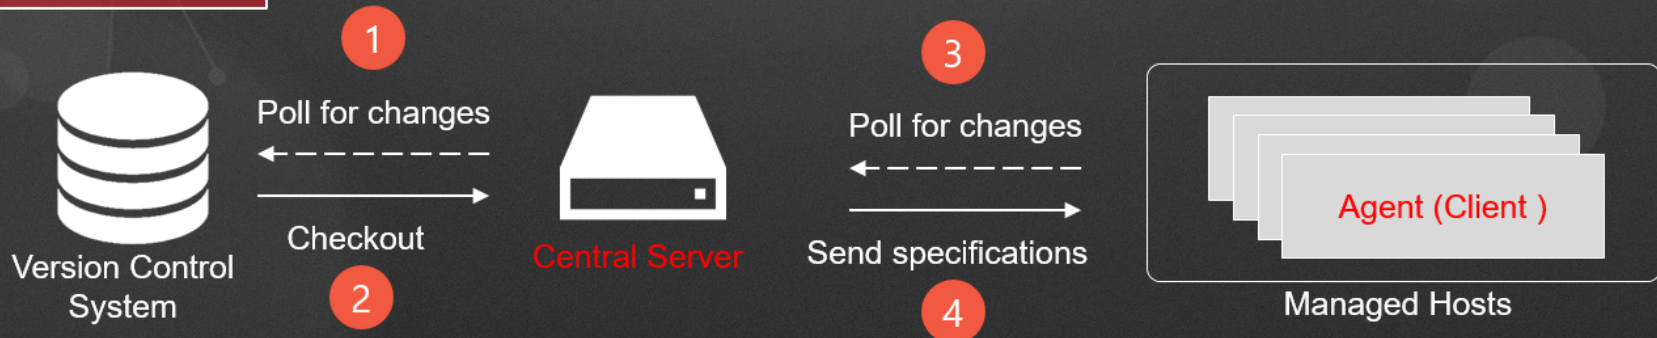 1
Poll for changes
Checkout
2
Version Control
System
Central Server
3
Poll for changes
Send specifications
4
Agent (Client )
Managed Hosts